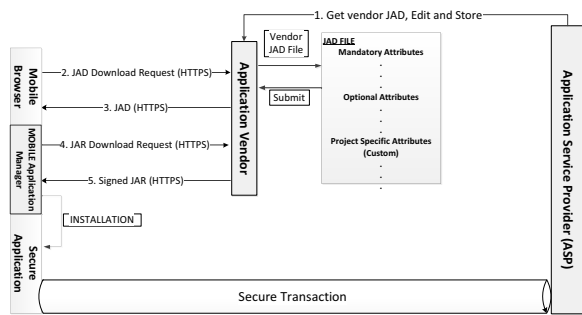 1. Get vendor JAD, Edit and Store
Vendor
JAD File
JAD FILE
Mandatory Attributes
.
.
.
Optional Attributes
.
.
.
Project Specific Attributes
(Custom)
.
.
.
Submit
Mobile
Browser
2. JAD Download Request (HTTPS)
3. JAD (HTTPS)
Application Vendor
MOBILE Application
Manager
4. JAR Download Request (HTTPS)
5. Signed JAR (HTTPS)
INSTALLATION
Secure
Application
Secure Transaction
Application Service Provider (ASP)